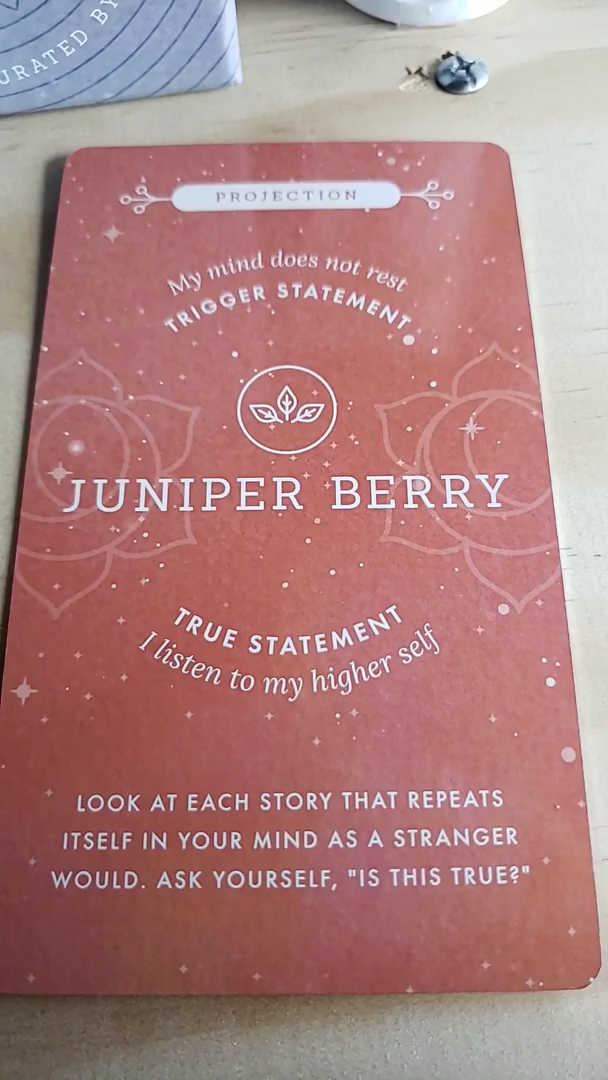 URATED BY
PROJECTION
My mind does not rest
TRIGGER STATEMENT
JUNIPER BERRY
TRUE STATEMENT
I listen to my higher self
LOOK AT EACH STORY THAT REPEATS
ITSELF IN YOUR MIND AS A STRANGER
WOULD. ASK YOURSELF, "IS THIS TRUE?"